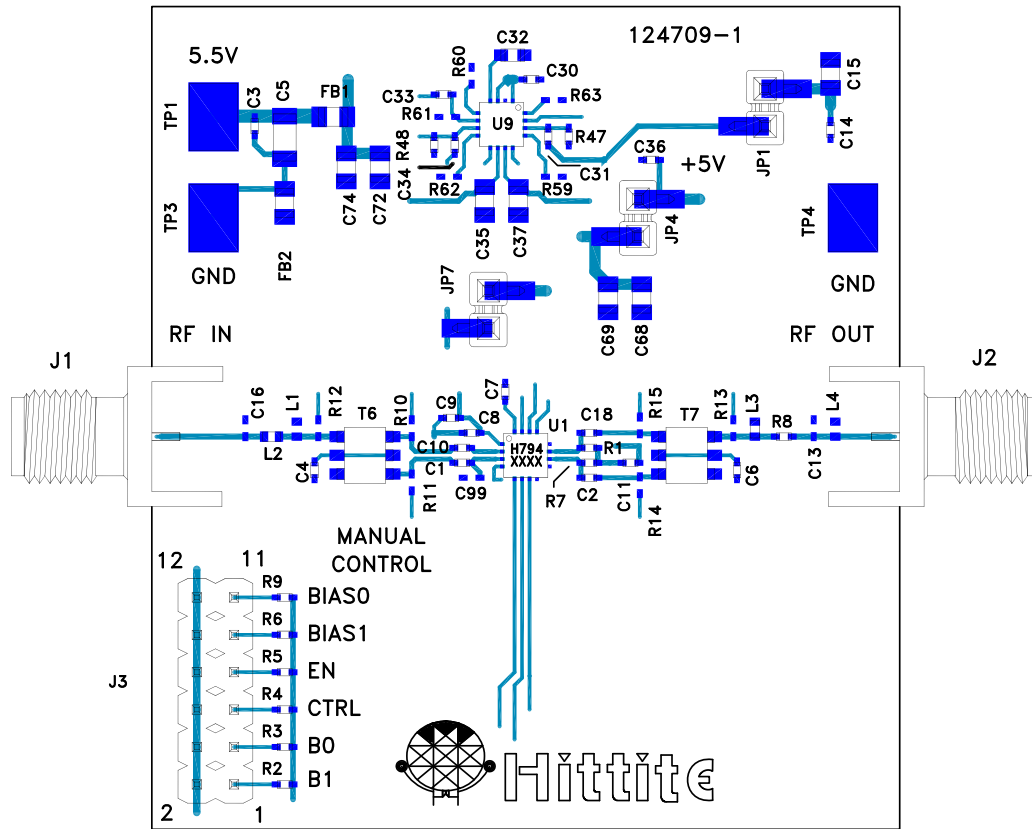 124709-1
5.5V
C32
R60
C30
C15
C3
C5
FB1
C33
R63
TP1
R61
U9
R48
R47
C36
+5V
JP1
C14
C34
R62
R59
C31
C74
C72
TP3
FB2
C35
C37
JP4
TP4
GND
JP7
GND
C69
C68
RF IN
RF OUT
J1
J2
C16
L1
R12
T6
R10
C9
C7
C8
U1
C18
R15
T7
R13
L3
R8
L4
H794
XXXX
L2
C4
C10
C1
R1
C13
C6
R11
C99
R7
C2
C11
R14
MANUAL
CONTROL
12
11
R9
BIAS0
R6
BIAS1
R5
EN
J3
R4
CTRL
R3
B0
R2
B1
2
1
Hittite